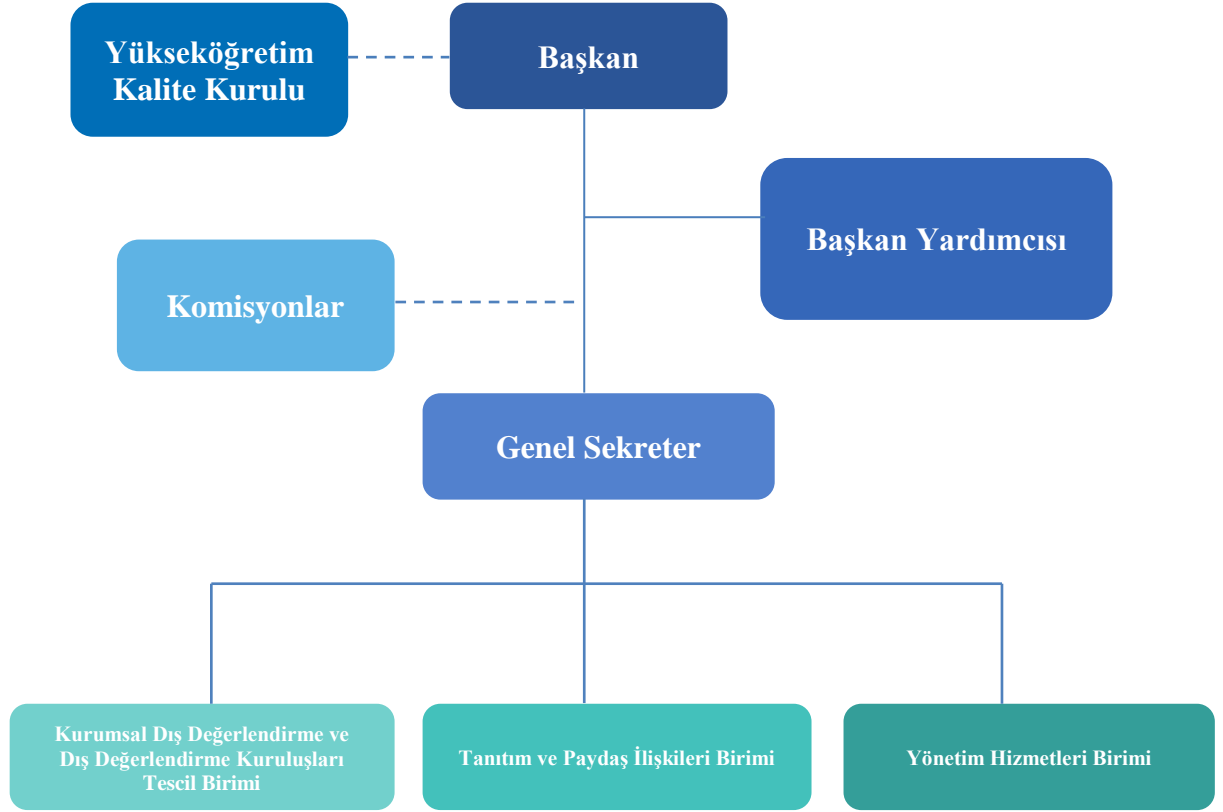 Yükseköğretim
Kalite Kurulu
Başkan
Başkan Yardımcısı
Komisyonlar
Genel Sekreter
Kurumsal Dış Değerlendirme ve
Dış Değerlendirme Kuruluşları
Tescil Birimi
Tanıtım ve Paydaş İlişkileri Birimi
Yönetim Hizmetleri Birimi